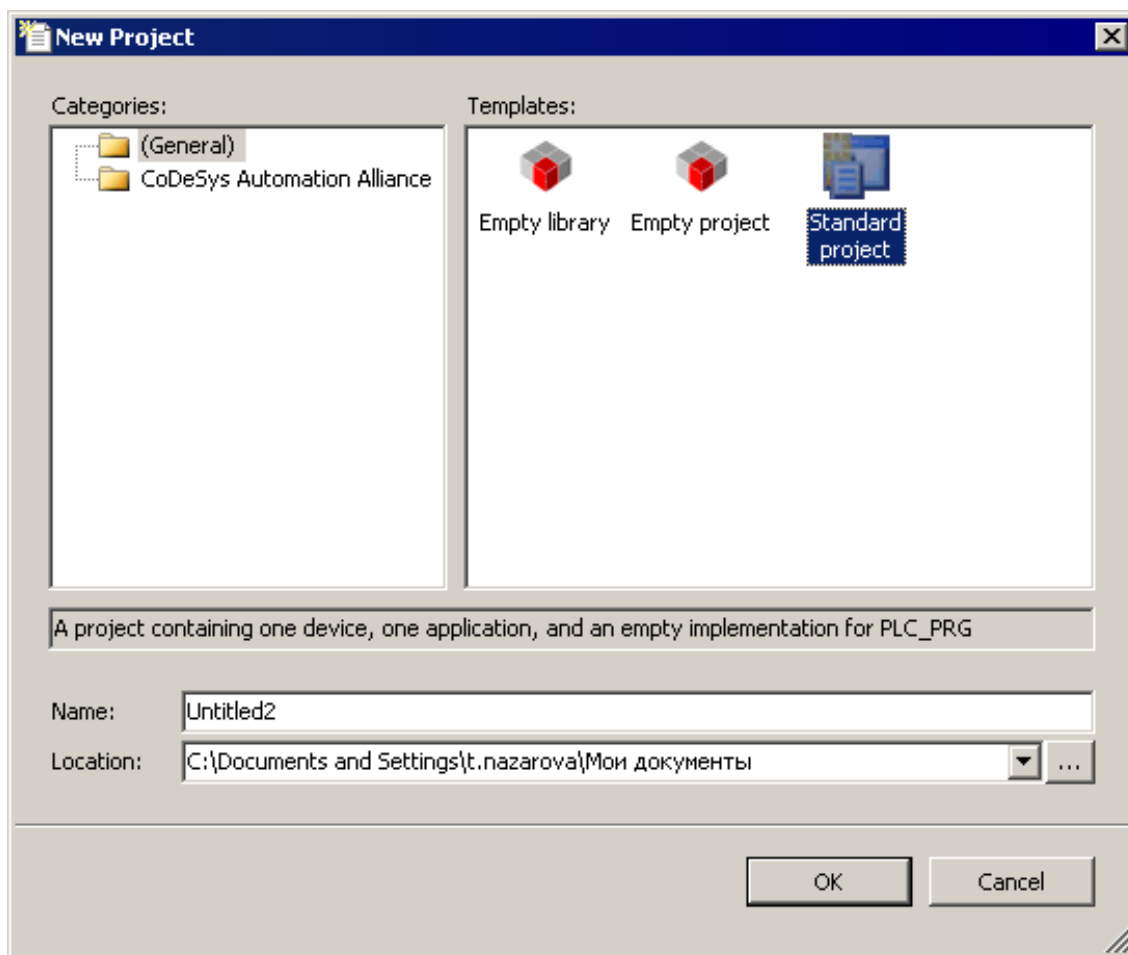 New Project
Categories:
Templates:
(General)
CoDeSys Automation Alliance
Empty library
Empty project
Standard
project
A project containing one device, one application, and an empty implementation for PLC_PRG
Name:
Untitled2
Location:
C:\Documents and Settings\t.nazarova\Мои документы
...
OK
Cancel